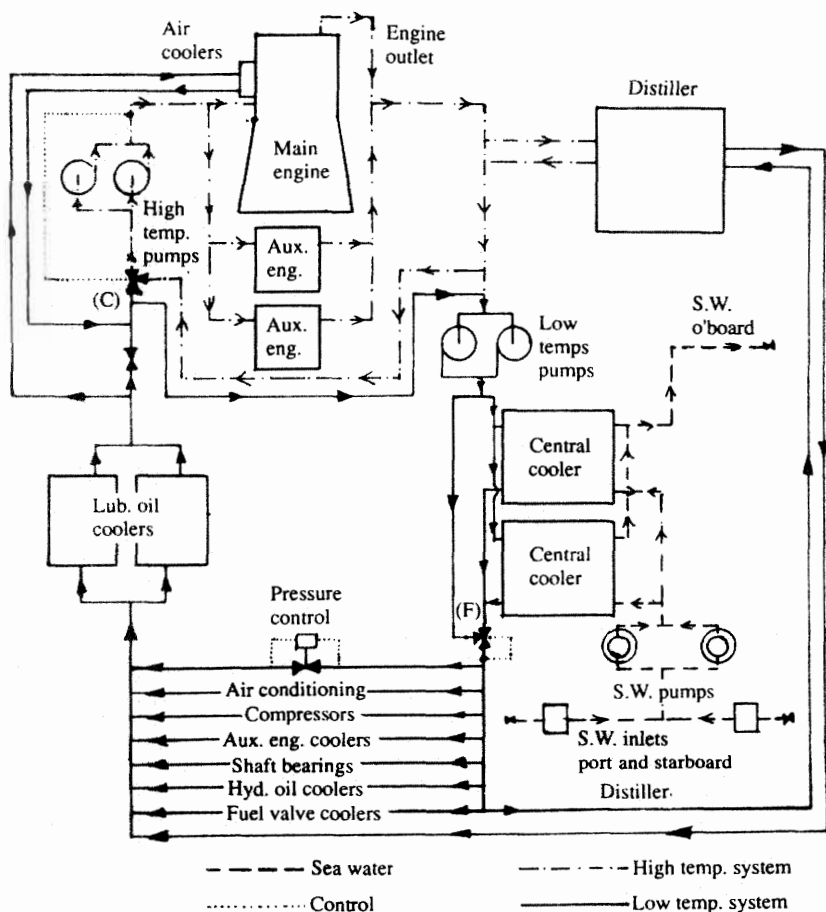 Air
coolers
Engine
outlet
Distiller
Main
engine
High
temp.
pumps
Aux.
eng.
(C)
Aux.
eng.
Low
temps
pumps
S.W.
o'board
Central
cooler
Lub. oil
coolers
Central
cooler
Pressure
control
(F)
S.W. pumps
Air conditioning
Compressors
Aux. eng. coolers
Shaft bearings
Hyd. oil coolers
Fuel valve coolers
S.W. inlets
port and starboard
Distiller
Sea water
High temp. system
Control
Low temp. system